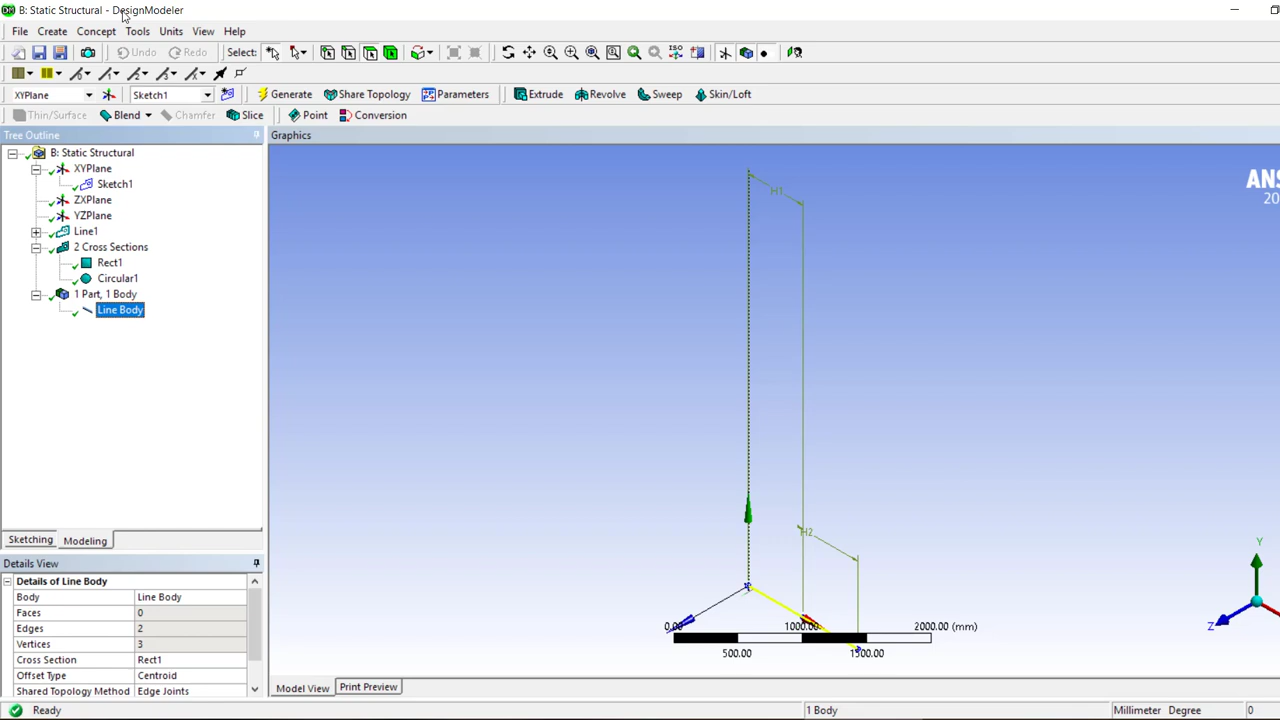 B: Static Structural - DesignModeler
File Create Concept Tools Units View Help
Undo Redo Select: ISO
XYPlane Sketch1 Generate Share Topology Parameters Extrude Revolve Sweep Skin/Loft
Thin/Surface Blend Chamfer Slice Point Conversion
Tree Outline
Graphics
B: Static Structural
XYPlane
Sketch1
ZXPlane
YZPlane
Line1
2 Cross Sections
Rect1
Circular1
1 Part, 1 Body
Line Body
H1
H2
ANS
20
Y
Z
0.00 1000.00 2000.00 (mm)
500.00 1500.00
Sketching Modeling
Details View
Details of Line Body
Body Line Body
Faces 0
Edges 2
Vertices 3
Cross Section Rect1
Offset Type Centroid
Shared Topology Method Edge Joints
Model View Print Preview
Ready 1 Body Millimeter Degree 0